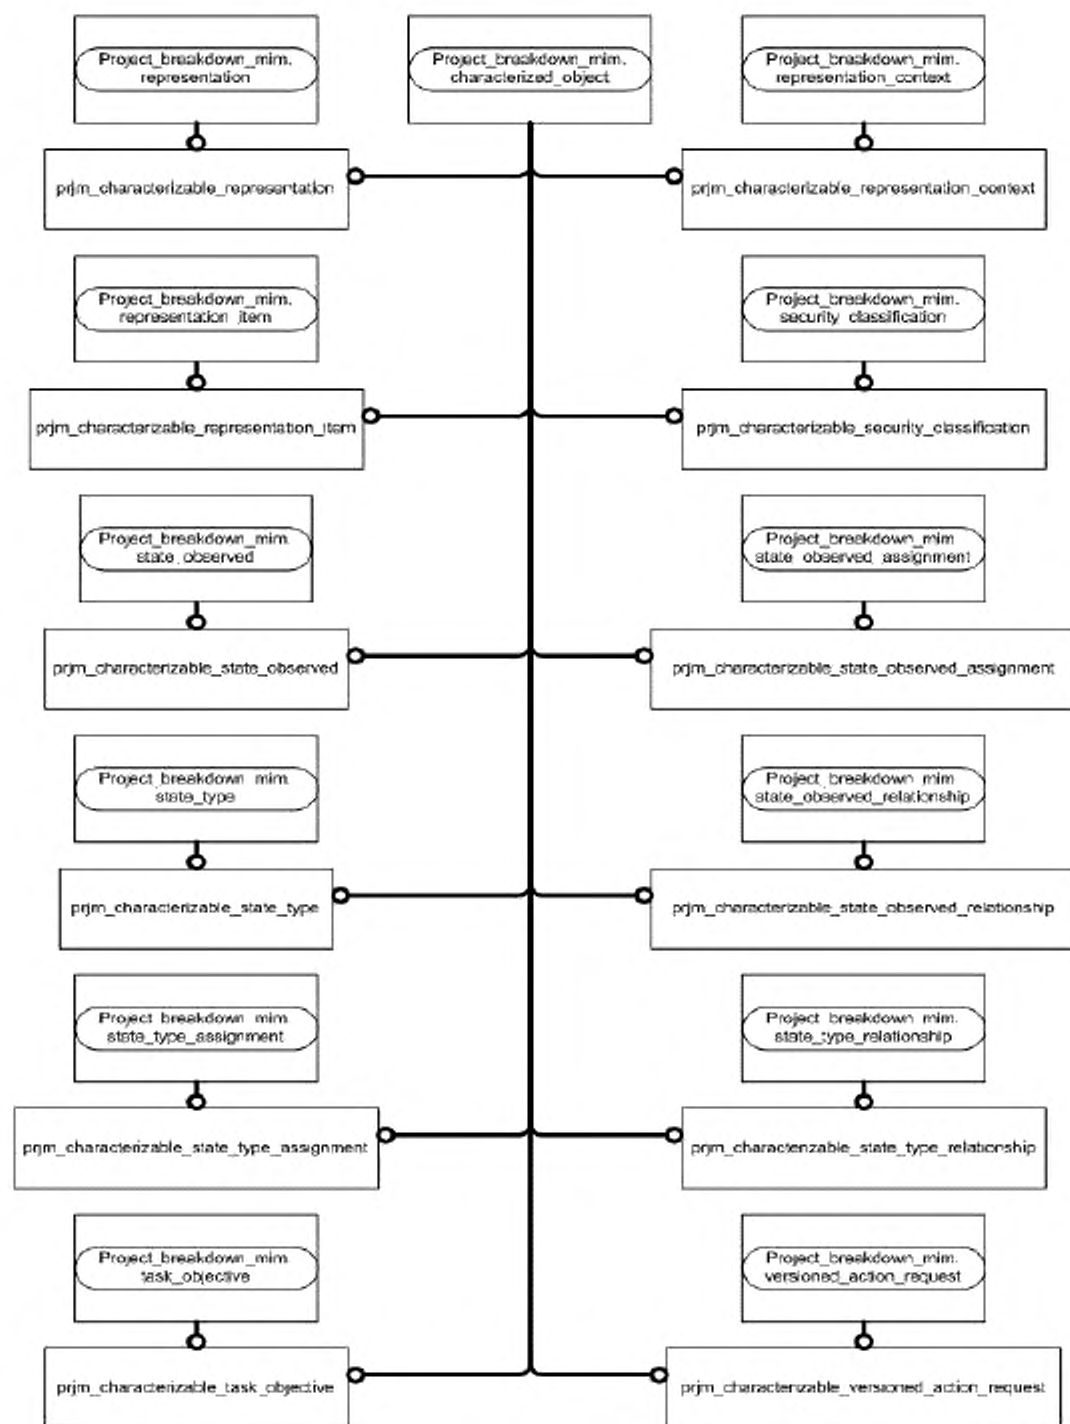 Project_breakdown_mim.
representation
Project_breakdown_mim.
characterized_object
Project_breakdown_mim.
representation_context
prjm_characterizable_representation
prjm_characterizable_representation_context
Project_breakdown_mim.
representation_item
Project_breakdown_mim.
security_classification
prjm_characterizable_representation_item
prjm_characterizable_security_classification
Project_breakdown_mim.
state_observed
Project_breakdown_mim.
state_observed_assignment
prjm_characterizable_state_observed
prjm_characterizable_state_observed_assignment
Project_breakdown_mim.
state_type
Project_breakdown_mim.
state_observed_relationship
prjm_characterizable_state_type
prjm_characterizable_state_observed_relationship
Project_breakdown_mim.
state_type_assignment
Project_breakdown_mim.
state_type_relationship
prjm_characterizable_state_type_assignment
prjm_characterizable_state_type_relationship
Project_breakdown_mim.
task_objective
Project_breakdown_mim.
versioned_action_request
prjm_characterizable_task_objective
prjm_characterizable_versioned_action_request